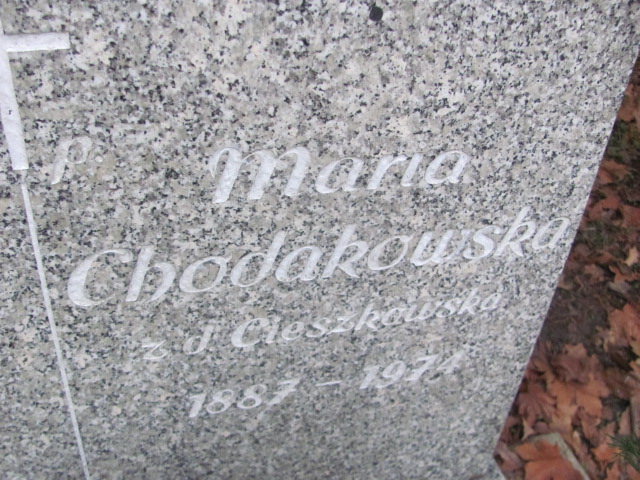 p. Maria
Chodakowska
z d. Cieszkowska
1887 - 1974